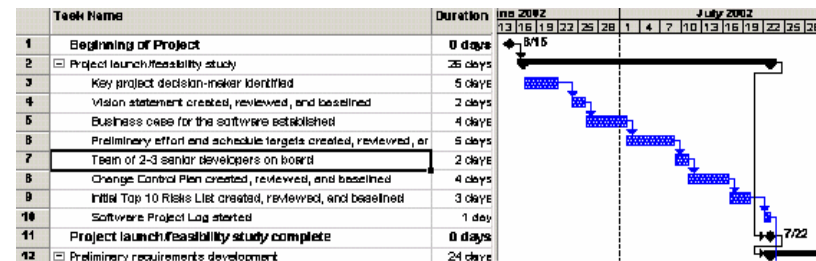 Task Name Duration ine 2002 July 2002
13 16 19 22 25 28 1 4 7 10 13 16 19 22 25 28
1 Beginning of Project 0 days 6/15
2 Project launch/feasibility study 26 days
3 Key project decision-maker identified 5 days
4 Vision statement created, reviewed, and baselined 2 days
5 Business case for the software established 4 days
6 Preliminary effort and schedule targets created, reviewed, ar 5 days
7 Team of 2-3 senior developers on board 2 days
8 Change Control Plan created, reviewed, and baselined 4 days
9 Initial Top 10 Risks List created, reviewed, and baselined 3 days
10 Software Project Log started 1 day
11 Project launch/feasibility study complete 0 days 7/22
12 Preliminary requirements development 24 days